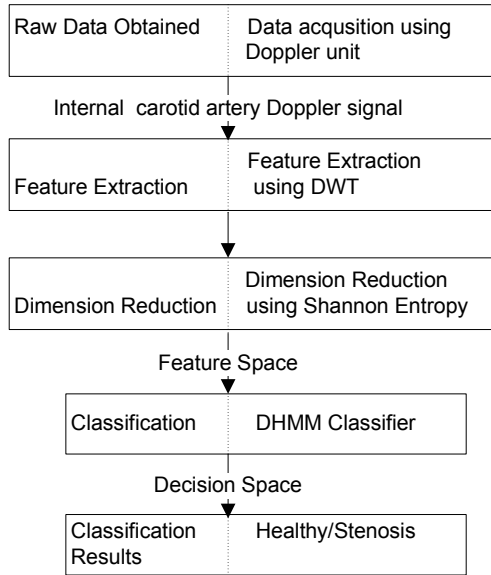 Raw Data Obtained
Data acqusition using
Doppler unit
Internal carotid artery Doppler signal
Feature Extraction
Feature Extraction
using DWT
Dimension Reduction
Dimension Reduction
using Shannon Entropy
Feature Space
Classification
DHMM Classifier
Decision Space
Classification
Results
Healthy/Stenosis